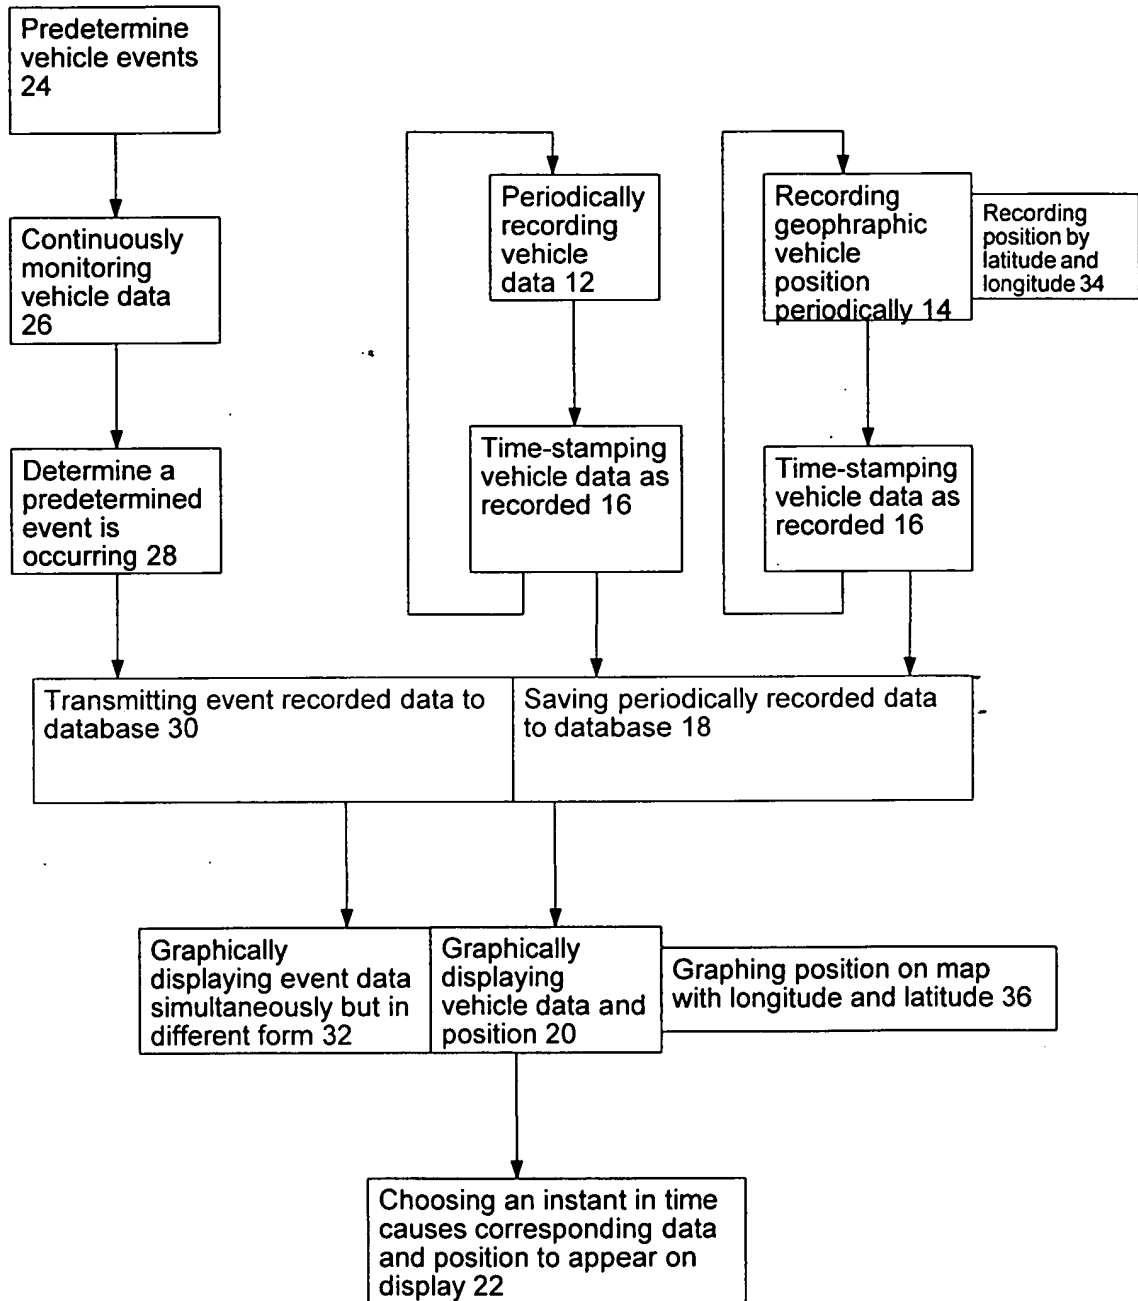 Predetermine
vehicle events
24
Continuously
monitoring
vehicle data
26
Determine a
predetermined
event is
occurring 28
Periodically
recording
vehicle
data 12
Recording
geophraphic
vehicle
position
periodically 14
Recording
position by
latitude and
longitude 34
Time-stamping
vehicle data as
recorded 16
Time-stamping
vehicle data as
recorded 16
Transmitting event recorded data to
database 30
Saving periodically recorded data
to database 18
Graphically
displaying event data
simultaneously but in
different form 32
Graphically
displaying
vehicle data and
position 20
Graphing position on map
with longitude and latitude 36
Choosing an instant in time
causes corresponding data
and position to appear on
display 22